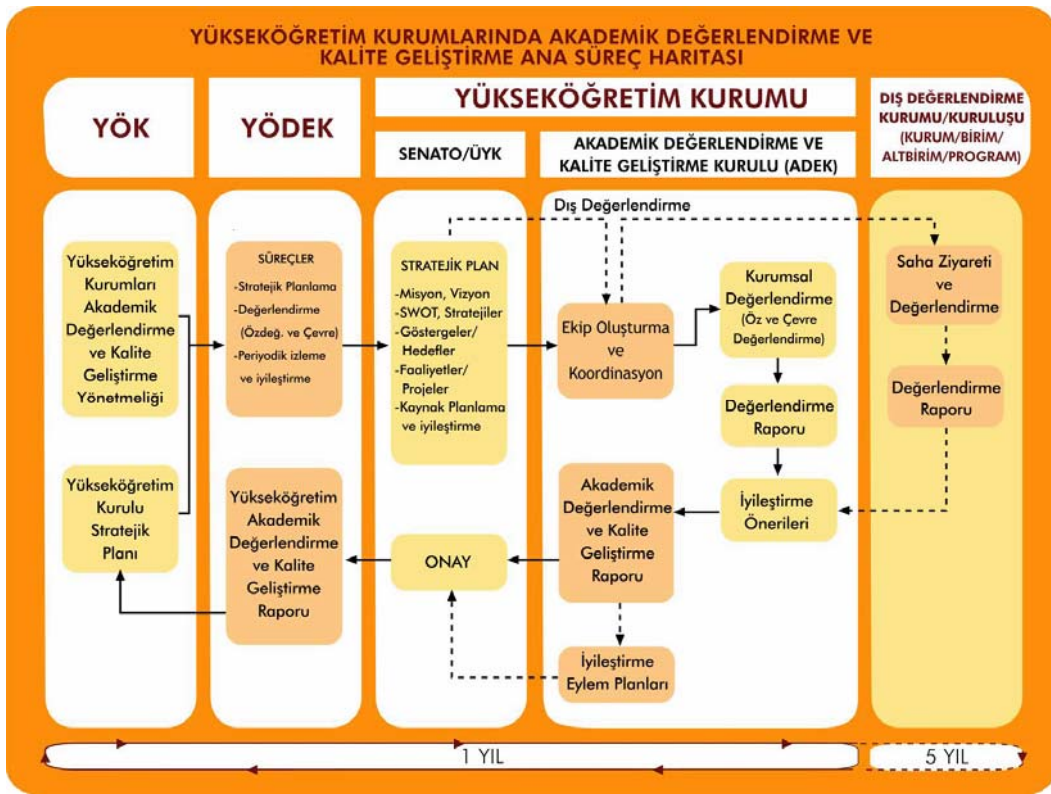 YÜKSEKÖĞRETİM KURUMLARINDA AKADEMİK DEĞERLENDİRME VE
KALİTE GELİŞTİRME ANA SÜREÇ HARITASI
YÖK
YÖDEK
YÜKSEKÖĞRETİM KURUMU
SENATO/ÜYK
AKADEMİK DEĞERLENDİRME VE
KALİTE GELİŞTİRME KURULU (ADEK)
DIŞ DEĞERLENDİRME
KURUMU/KURULUŞU
(KURUM/BİRİM/
ALTBİRİM/PROGRAM)
Yükseköğretim
Kurumları
Akademik
Değerlendirme
ve Kalite
Geliştirme
Yönetmeliği
Yükseköğretim
Kurulu
Stratejik
Planı
SÜREÇLER
-Stratejik Planlama
-Değerlendirme
(Özdeğ. ve Çevre)
-Periyodik izleme
ve iyileştirme
Yükseköğretim
Akademik
Değerlendirme
ve Kalite
Geliştirme
Raporu
STRATEJİK PLAN
-Misyon, Vizyon
-SWOT, Stratejiler
-Göstergeler/
Hedefler
-Faaliyetler/
Projeler
-Kaynak Planlama
ve iyileştirme
ONAY
Dış Değerlendirme
Ekip Oluşturma
ve
Koordinasyon
Kurumsal
Değerlendirme
(Öz ve Çevre
Değerlendirme)
Değerlendirme
Raporu
İyileştirme
Önerileri
Akademik
Değerlendirme
ve Kalite
Geliştirme
Raporu
İyileştirme
Eylem Planları
Saha Ziyareti
ve
Değerlendirme
Değerlendirme
Raporu
1 YIL
5 YIL